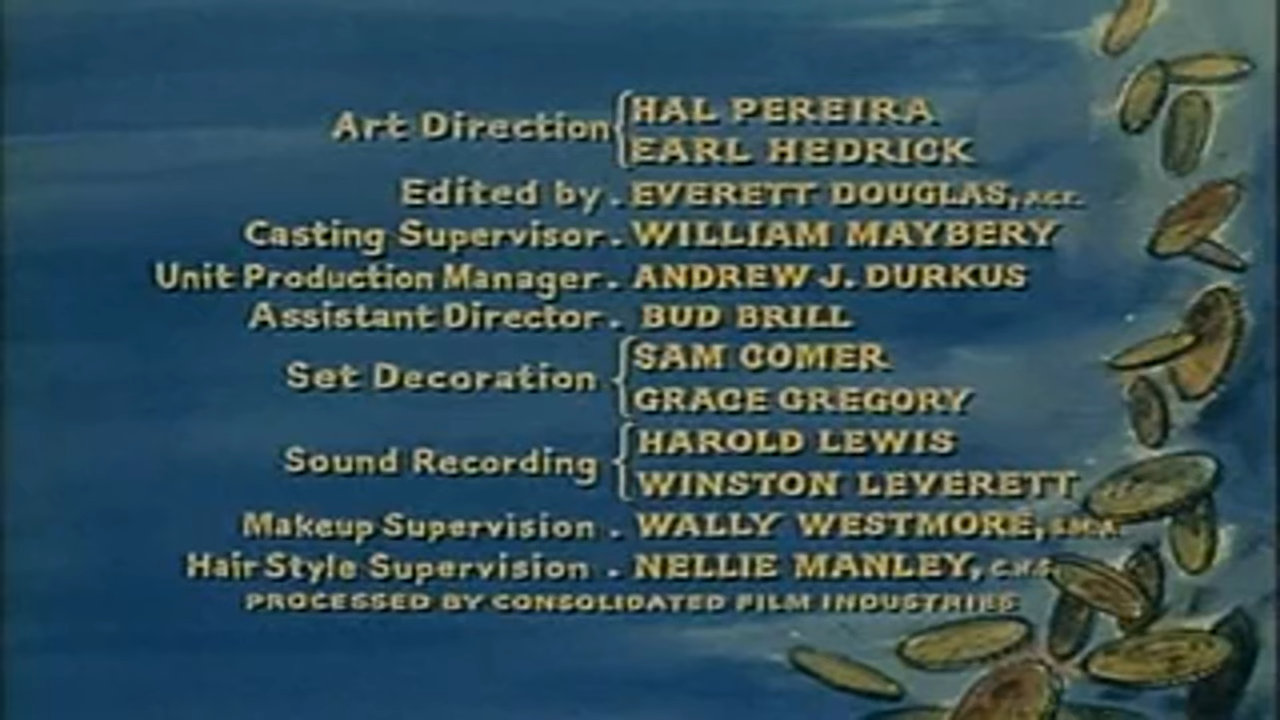 Art Direction { HAL PEREIRA
EARL HEDRICK
Edited by . EVERETT DOUGLAS, A.C.E.
Casting Supervisor . WILLIAM MAYBERY
Unit Production Manager . ANDREW J. DURKUS
Assistant Director . BUD BRILL
Set Decoration { SAM COMER
GRACE GREGORY
Sound Recording { HAROLD LEWIS
WINSTON LEVERETT
Makeup Supervision . WALLY WESTMORE,
Hair Style Supervision . NELLIE MANLEY,
PROCESSED BY CONSOLIDATED FILM INDUSTRIES